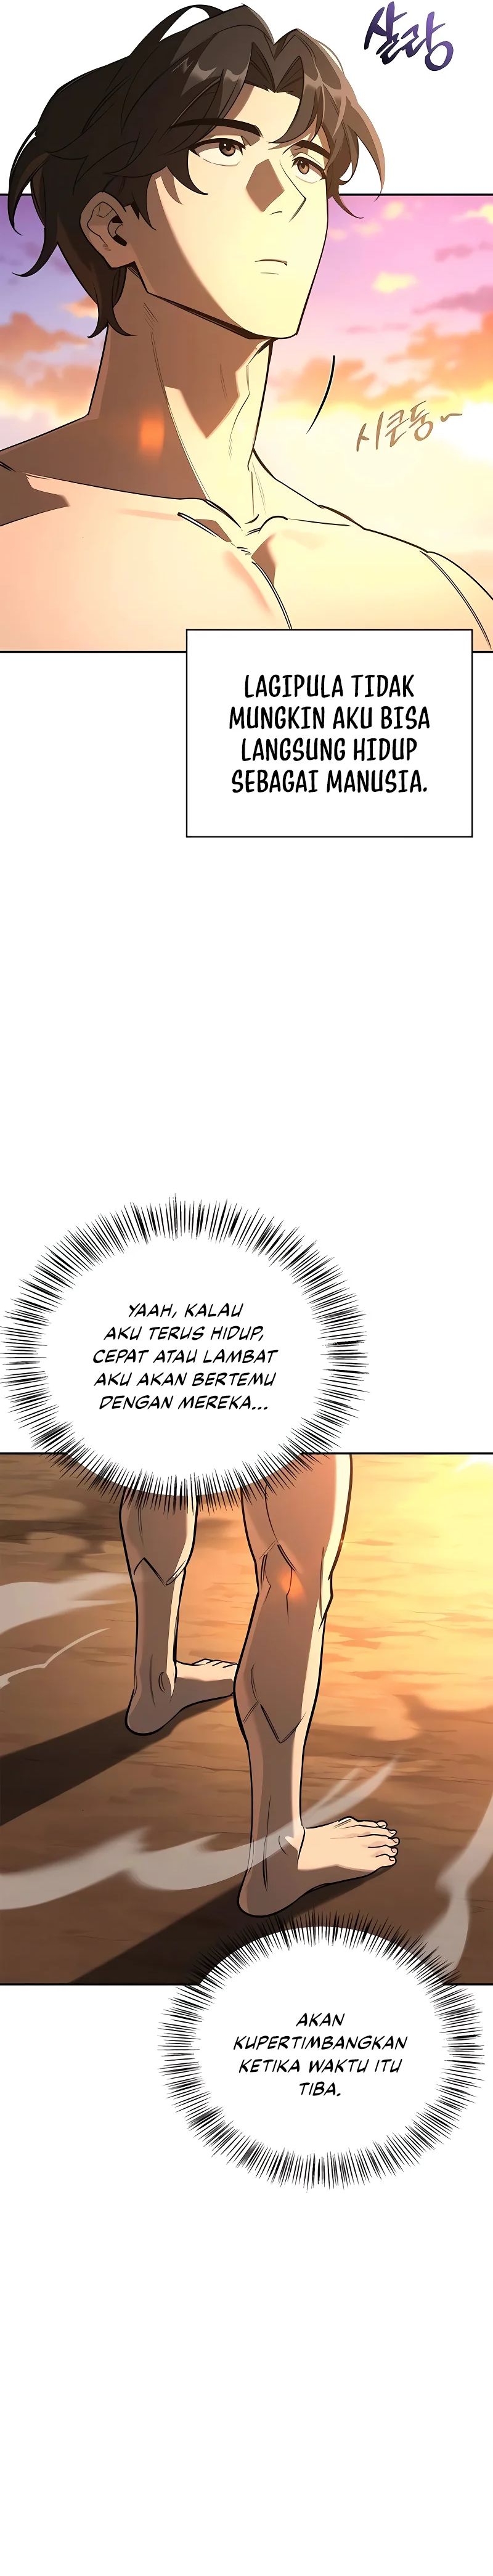 살랑
시큰둥~
LAGIPULA TIDAK
MUNGKIN AKU BISA
LANGSUNG HIDUP
SEBAGAI MANUSIA.
YAAH, KALAU
AKU TERUS HIDUP,
CEPAT ATAU LAMBAT
AKU AKAN BERTEMU
DENGAN MEREKA...
AKAN
KUPERTIMBANGKAN
KETIKA WAKTU ITU
TIBA.